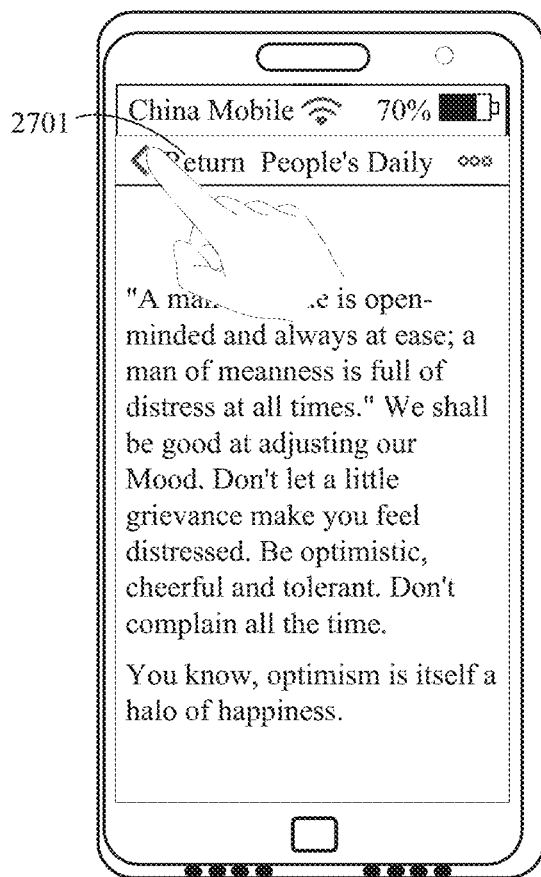 China Mobile 70%
2701
Return People's Daily
"A man is open-
minded and always at ease; a
man of meanness is full of
distress at all times." We shall
be good at adjusting our
Mood. Don't let a little
grievance make you feel
distressed. Be optimistic,
cheerful and tolerant. Don't
complain all the time.
You know, optimism is itself a
halo of happiness.